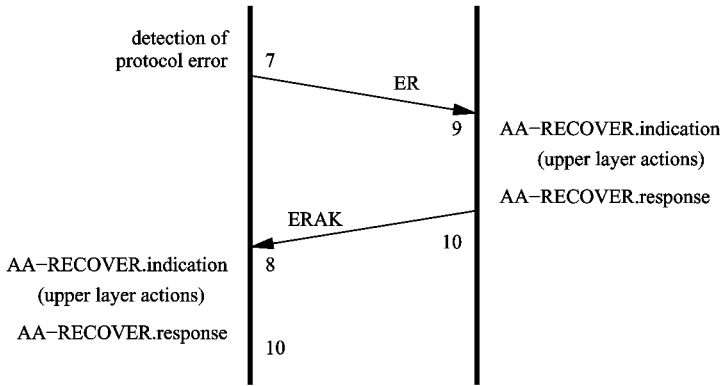 detection of
protocol error
7
ER
9
AA−RECOVER.indication
(upper layer actions)
AA−RECOVER.response
ERAK
10
AA−RECOVER.indication
8
(upper layer actions)
AA−RECOVER.response
10